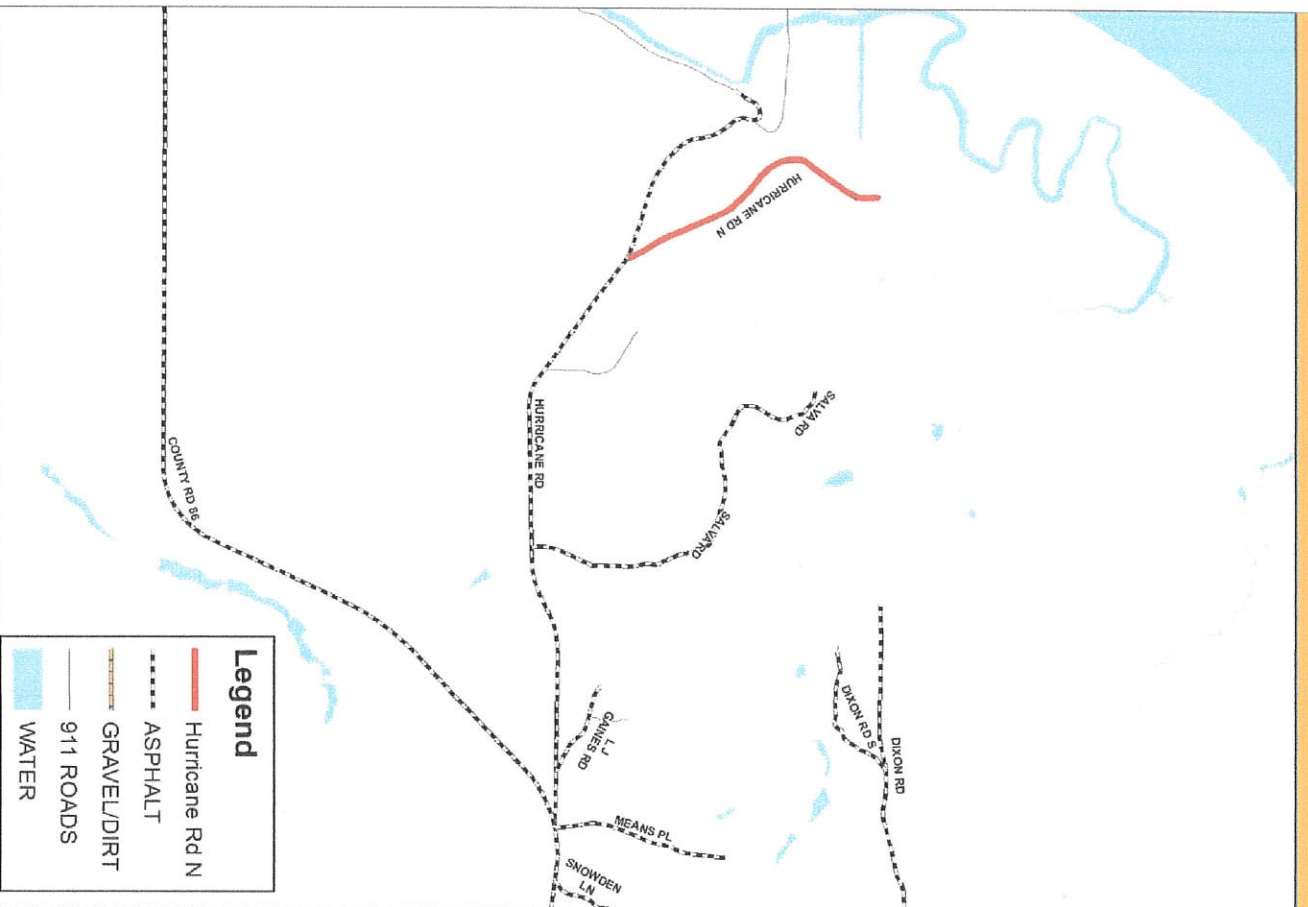 HURRICANE RD N
SALVA RD
HURRICANE RD
SALVA RD
COUNTY RD 86
DIXON RD
DIXON RD S
L J
GAINES RD
MEANS PL
SNOWDEN
LN
Legend
Hurricane Rd N
ASPHALT
GRAVEL/DIRT
911 ROADS
WATER